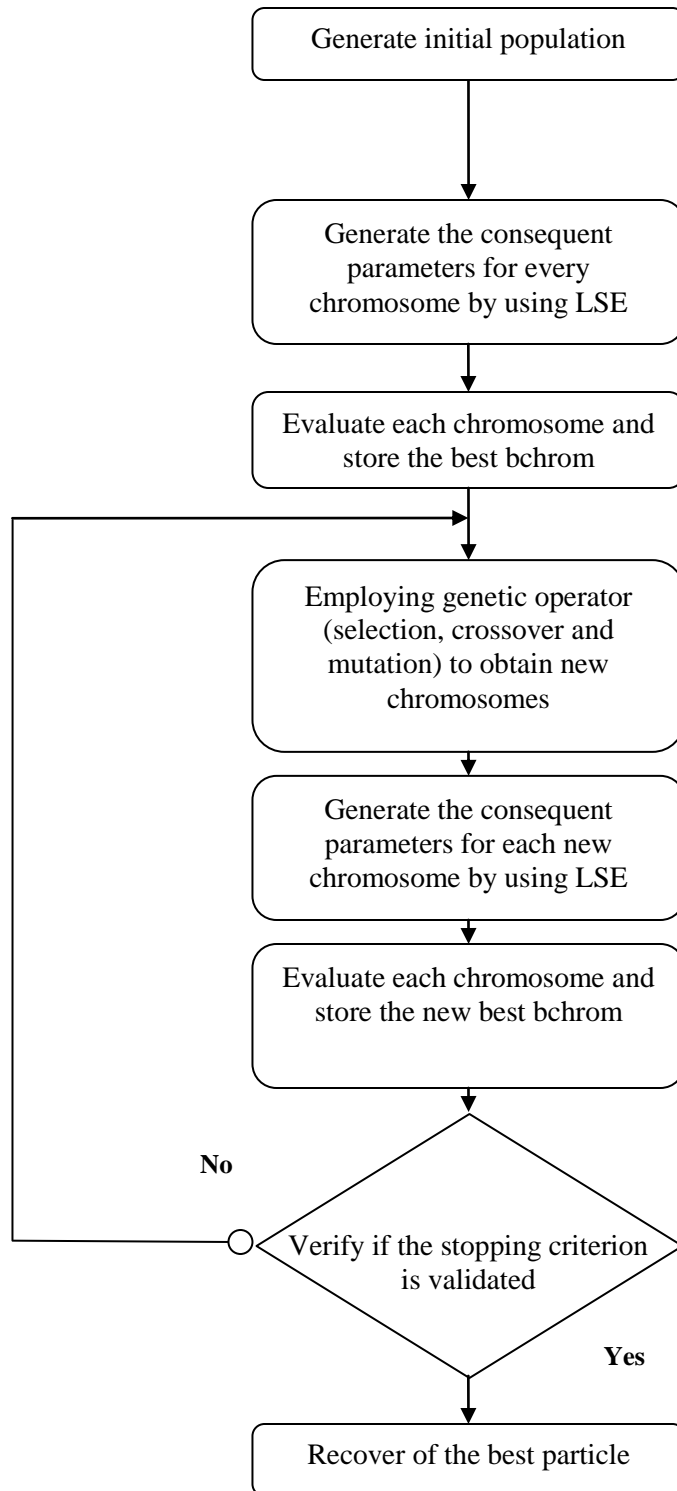 Generate initial population
Generate the consequent
parameters for every
chromosome by using LSE
Evaluate each chromosome and
store the best bchrom
Employing genetic operator
(selection, crossover and
mutation) to obtain new
chromosomes
Generate the consequent
parameters for each new
chromosome by using LSE
Evaluate each chromosome and
store the new best bchrom
No
Verify if the stopping criterion
is validated
Yes
Recover of the best particle